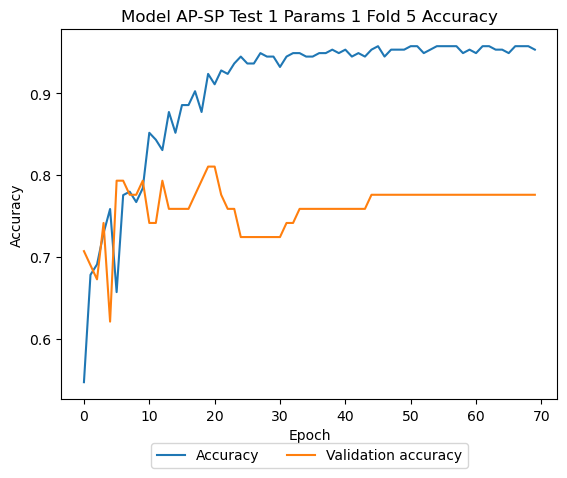 Model AP-SP Test 1 Params 1 Fold 5 Accuracy
0.9
0.8
0.7
0.6
Accuracy
0 10 20 30 40 50 60 70
Epoch
Accuracy Validation accuracy